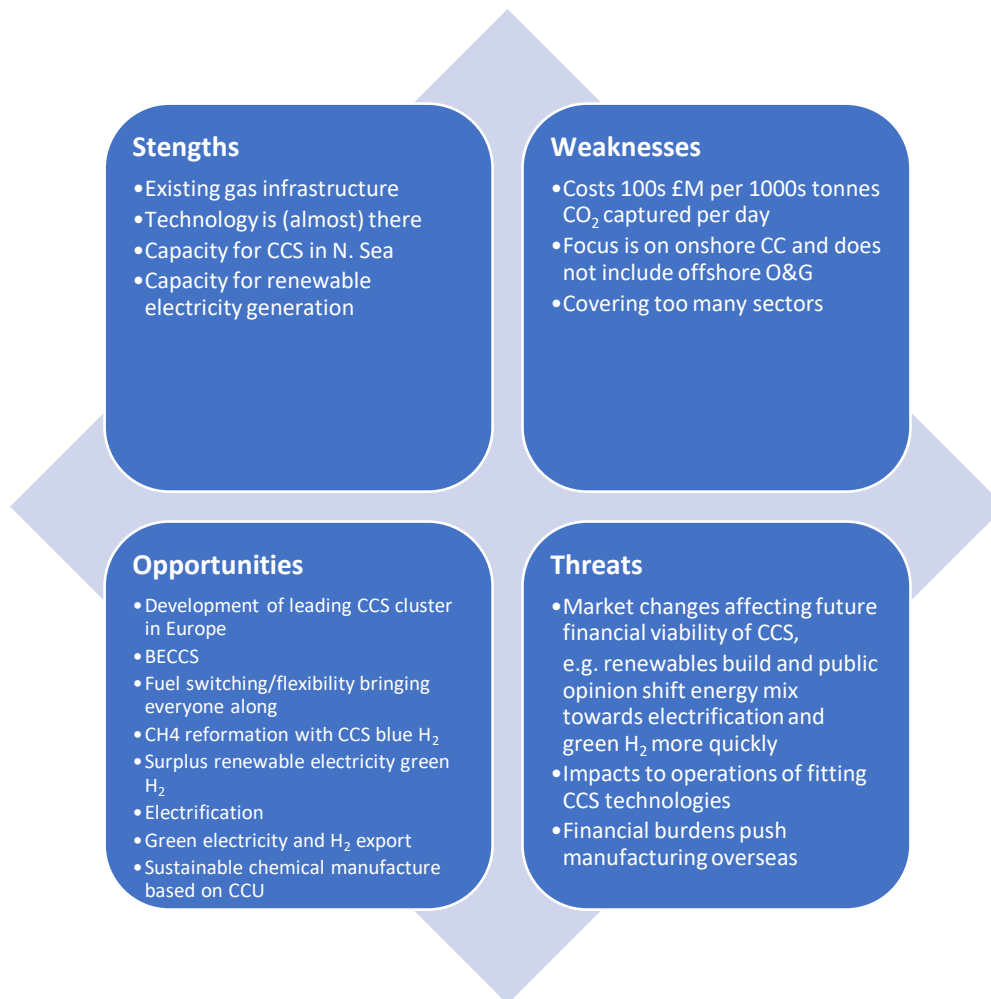 Stengths
•Existing gas infrastructure
•Technology is (almost) there
•Capacity for CCS in N. Sea
•Capacity for renewable
electricity generation
Weaknesses
•Costs 100s £M per 1000s tonnes
CO₂ captured per day
•Focus is on onshore CC and does
not include offshore O&G
•Covering too many sectors
Opportunities
•Development of leading CCS cluster
in Europe
•BECCS
•Fuel switching/flexibility bringing
everyone along
•CH4 reformation with CCS blue H₂
•Surplus renewable electricity green
H₂
•Electrification
•Green electricity and H₂ export
•Sustainable chemical manufacture
based on CCU
Threats
•Market changes affecting future
financial viability of CCS,
e.g. renewables build and public
opinion shift energy mix
towards electrification and
green H₂ more quickly
•Impacts to operations of fitting
CCS technologies
•Financial burdens push
manufacturing overseas